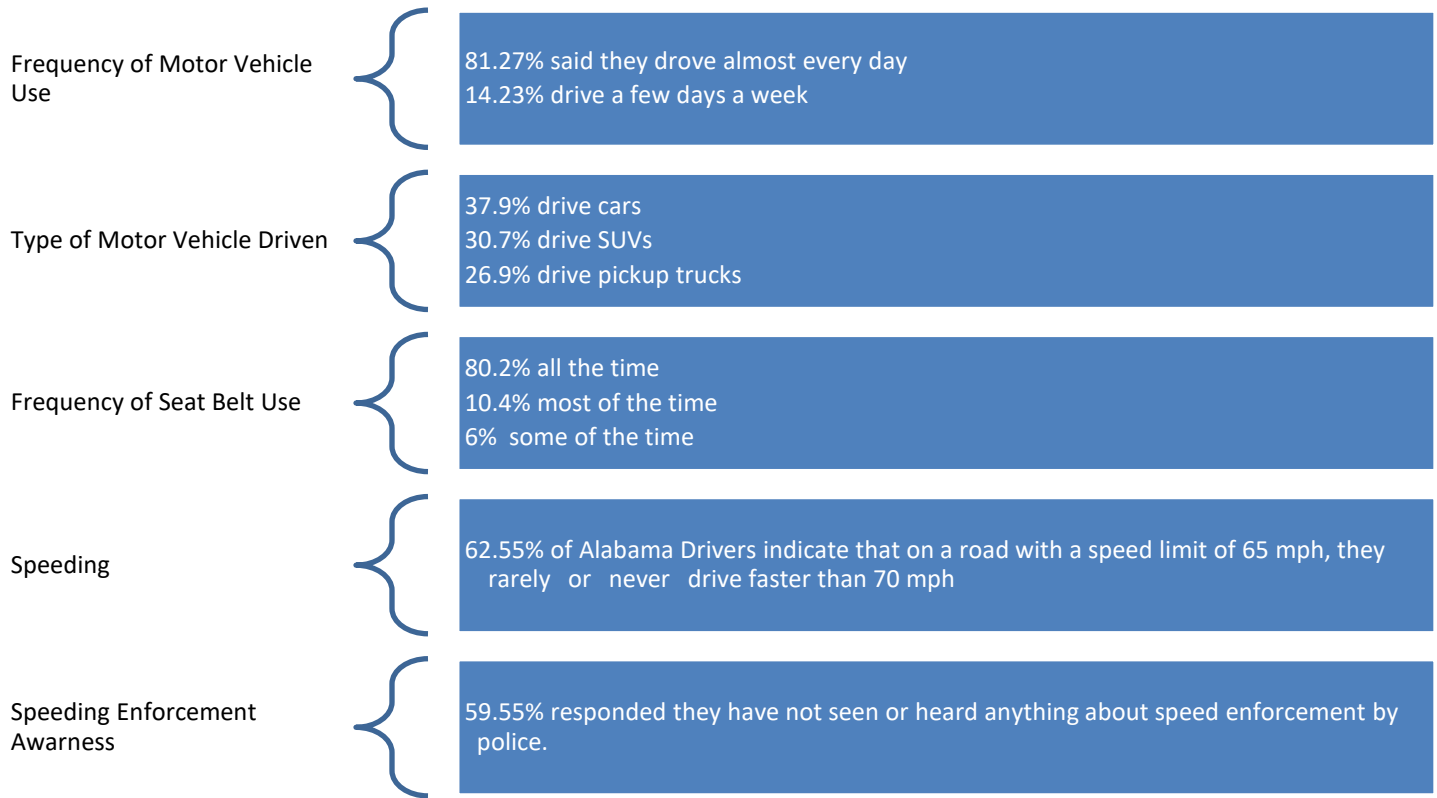 Frequency of Motor Vehicle
Use
81.27% said they drove almost every day
14.23% drive a few days a week
Type of Motor Vehicle Driven
37.9% drive cars
30.7% drive SUVs
26.9% drive pickup trucks
Frequency of Seat Belt Use
80.2% all the time
10.4% most of the time
6% some of the time
Speeding
62.55% of Alabama Drivers indicate that on a road with a speed limit of 65 mph, they
rarely or never drive faster than 70 mph
Speeding Enforcement
Awarness
59.55% responded they have not seen or heard anything about speed enforcement by
police.